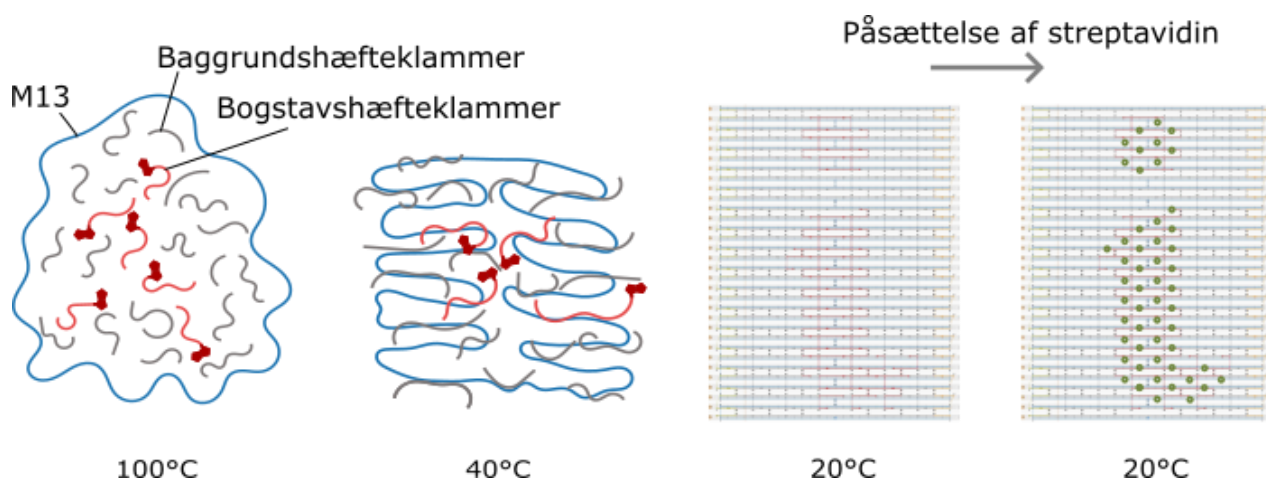 Påsættelse af streptavidin
Baggrundshæfteklammer
M13
Bogstavshæfteklammer
100°C
40°C
20°C
20°C